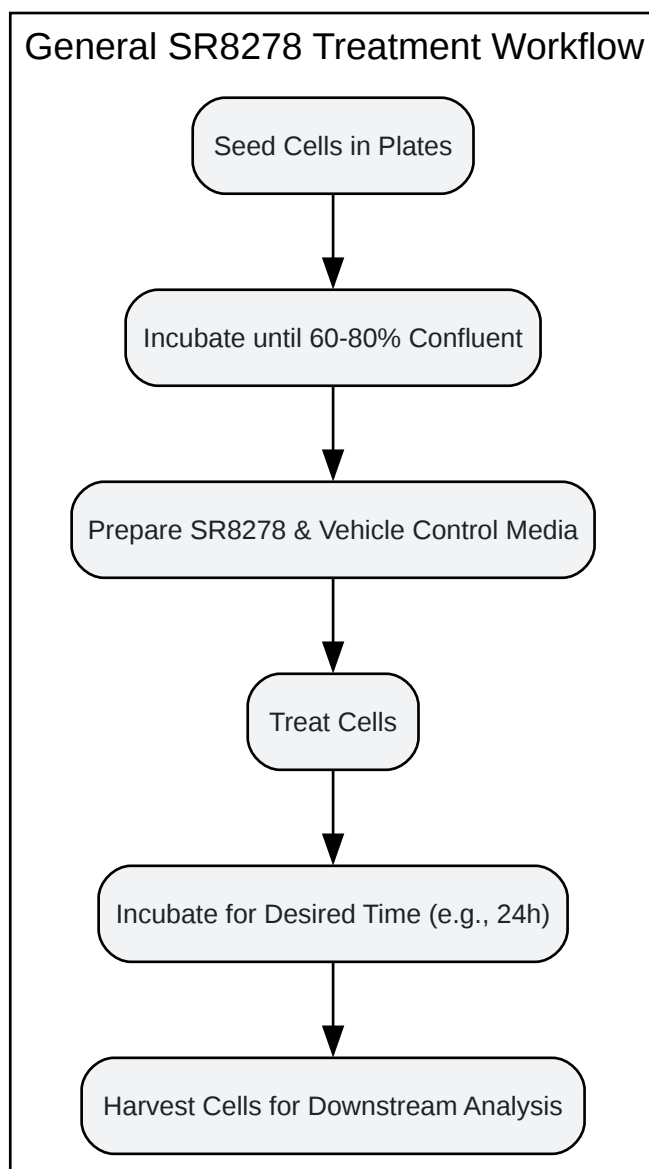 General SR8278 Treatment Workflow
Seed Cells in Plates
Incubate until 60-80% Confluent
Prepare SR8278 & Vehicle Control Media
Treat Cells
Incubate for Desired Time (e.g., 24h)
Harvest Cells for Downstream Analysis